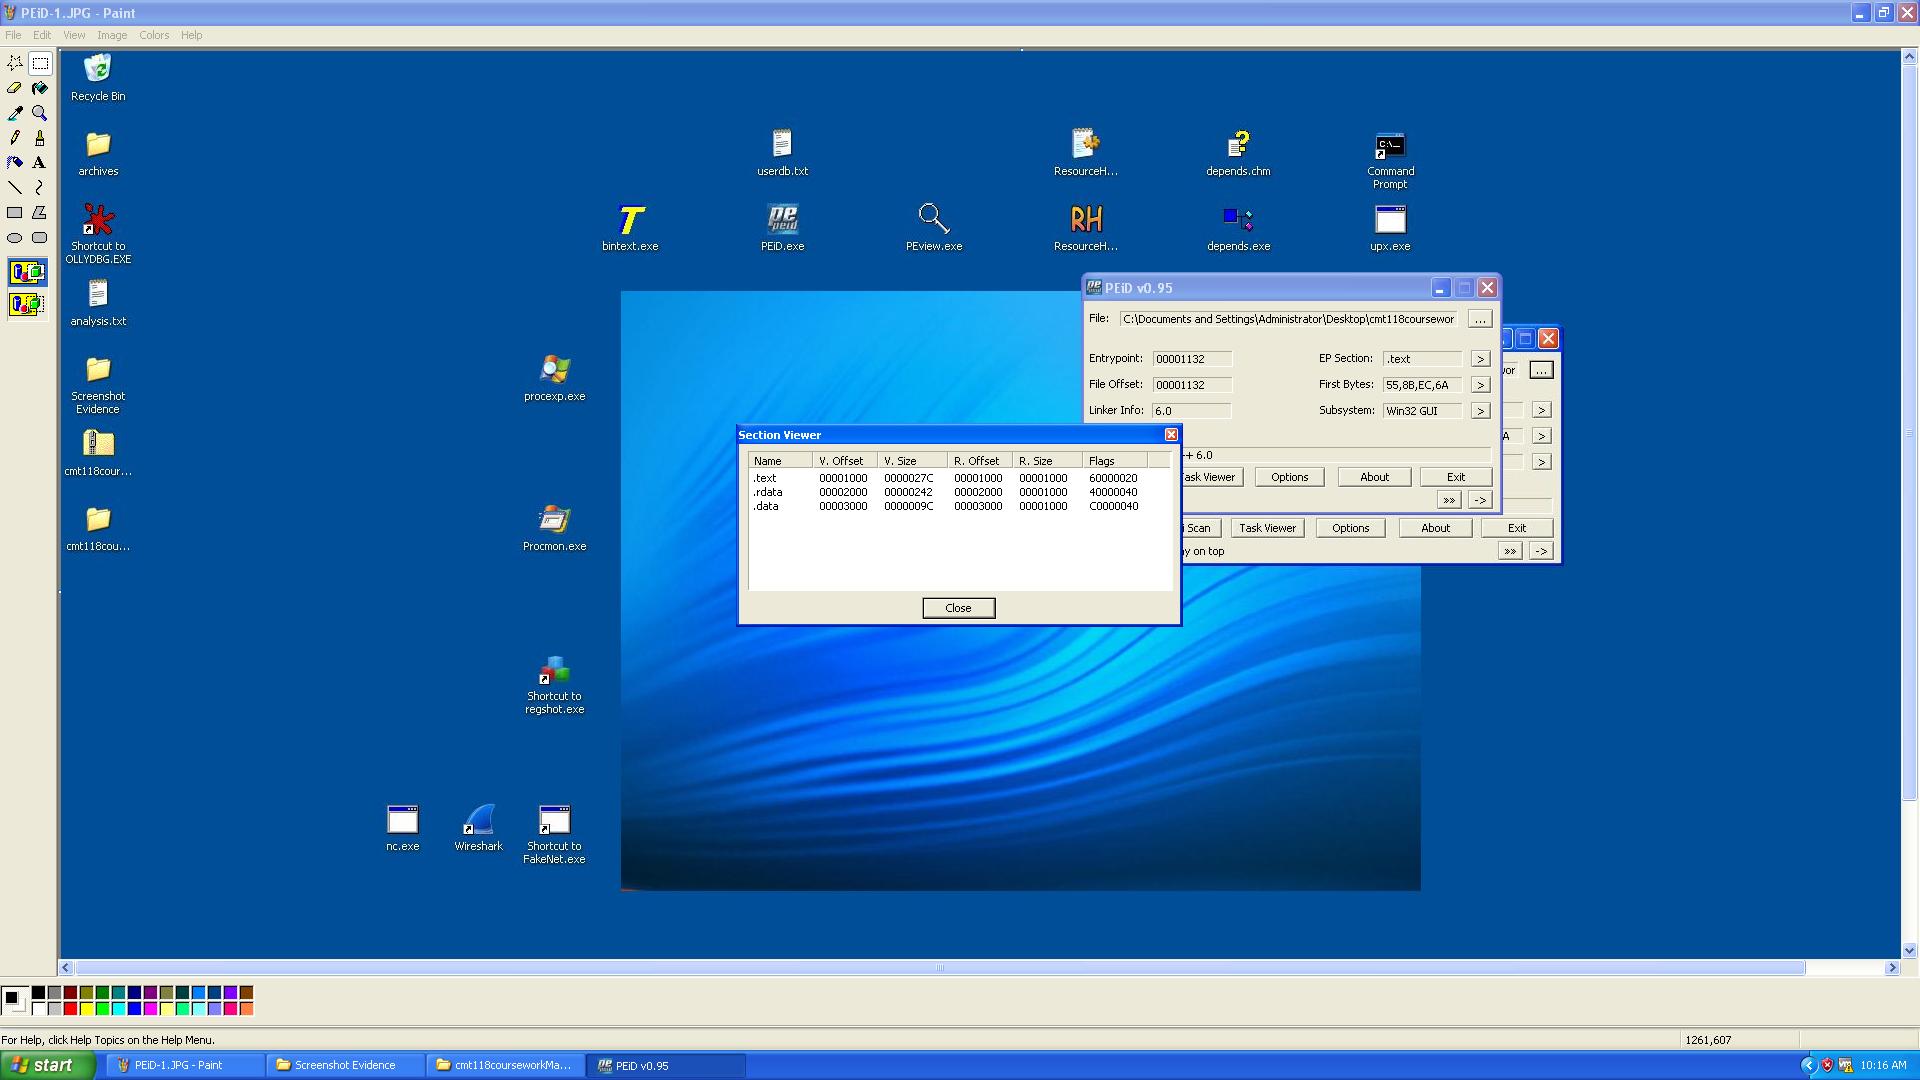 PEiD-1.JPG - Paint
File Edit View Image Colors Help
Recycle Bin
archives
userdb.txt
ResourceH...
depends.chm
Command
Prompt
Shortcut to
OLLYDBG.EXE
bintext.exe
PEiD.exe
PEview.exe
ResourceH...
depends.exe
upx.exe
analysis.txt
Screenshot
Evidence
procexp.exe
cmt118cour...
cmt118cou...
Procmon.exe
Shortcut to
regshot.exe
nc.exe
Wireshark
Shortcut to
FakeNet.exe
PEiD v0.95
File: C:\Documents and Settings\Administrator\Desktop\cmt118coursewor ...
Entrypoint: 00001132 EP Section: .text >
File Offset: 00001132 First Bytes: 55,8B,EC,6A >
Linker Info: 6.0 Subsystem: Win32 GUI >
++ 6.0
Task Viewer Options About Exit
>> ->
or ...
>
A >
>
i Scan Task Viewer Options About Exit
y on top >> ->
Section Viewer
Name V. Offset V. Size R. Offset R. Size Flags
.text 00001000 0000027C 00001000 00001000 60000020
.rdata 00002000 00000242 00002000 00001000 40000040
.data 00003000 0000009C 00003000 00001000 C0000040
Close
For Help, click Help Topics on the Help Menu.
1261,607
start
PEiD-1.JPG - Paint
Screenshot Evidence
cmt118courseworkMa...
PEiD v0.95
10:16 AM